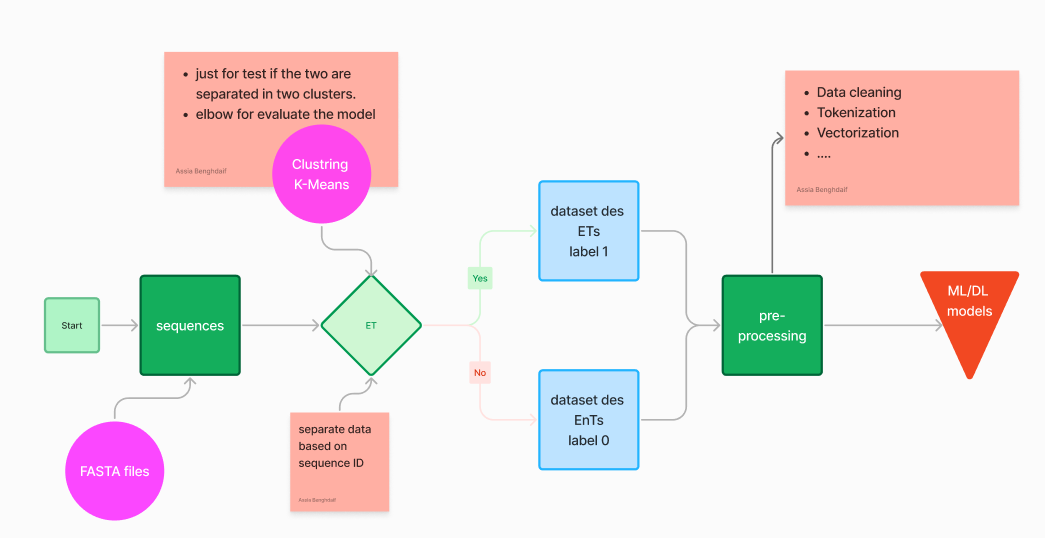 just for test if the two are
separated in two clusters.
elbow for evaluate the model
Assia Benghdaif
Clustring
K-Means
Data cleaning
Tokenization
Vectorization
....
Assia Benghdaif
dataset des
ETs
label 1
Yes
Start
sequences
ET
pre-
processing
ML/DL
models
No
dataset des
EnTs
label 0
separate data
based on
sequence ID
Assia Benghdaif
FASTA files